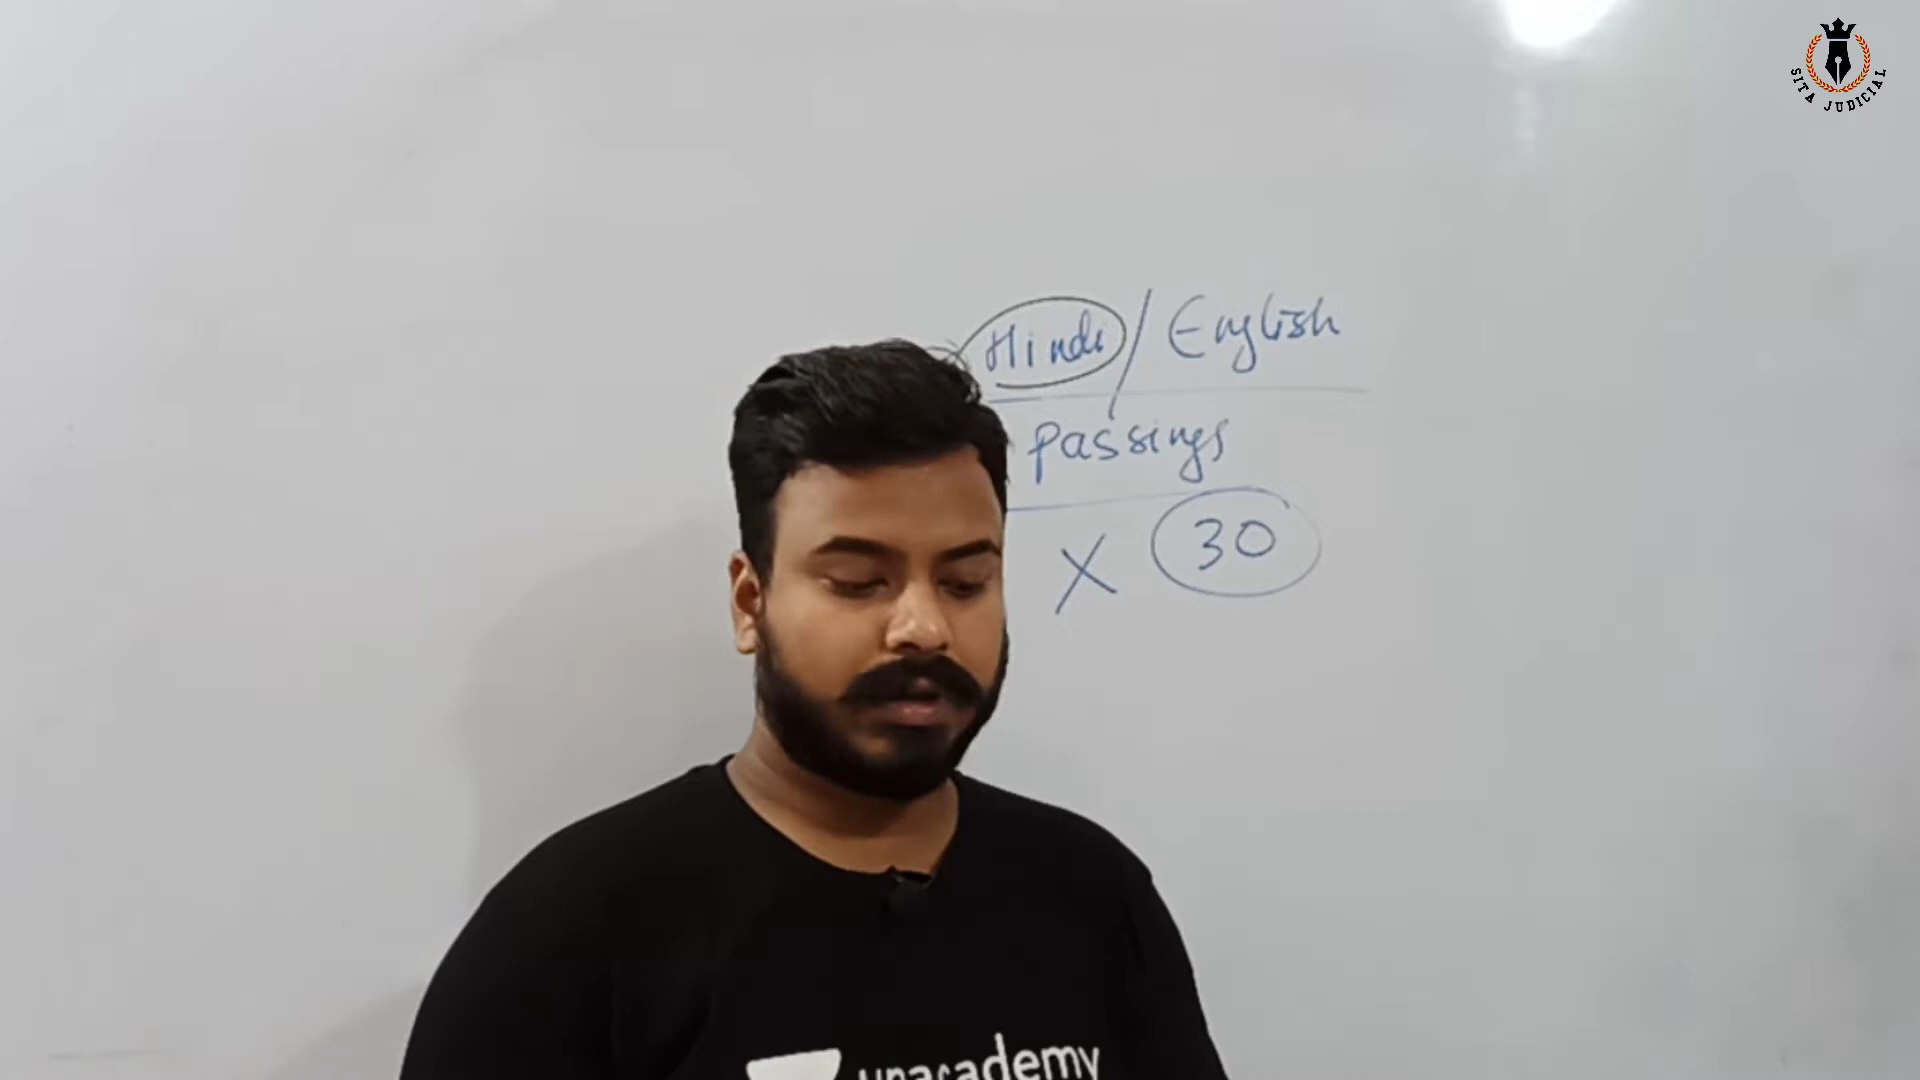 Hindi / English
passings
X 30
SITA JUDICIAL
unacademy